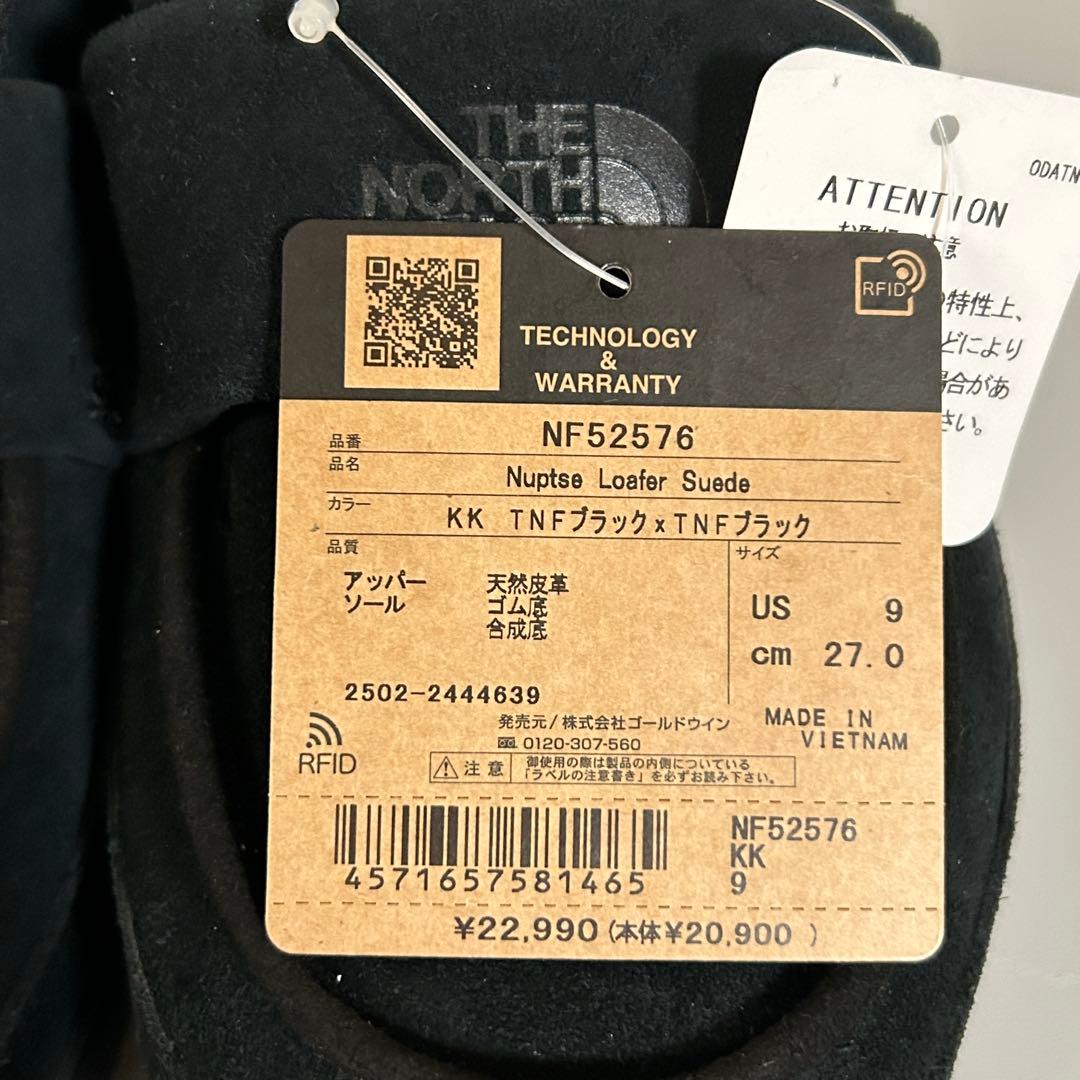 THE
NORTH
ODATN
ATTENTION
の特性上、
どにより
場合があ
さい。
RFID
TECHNOLOGY
&
WARRANTY
品番 NF52576
品名 Nuptse Loafer Suede
カラー KK TNFブラックxTNFブラック
品質 サイズ
アッパー 天然皮革
ソール ゴム底
合成底
US 9
cm 27.0
2502-2444639
発売元/株式会社ゴールドウイン
0120-307-560
MADE IN
VIETNAM
RFID
注意 御使用の際は製品の内側についている
「ラベルの注意書き」を必ずお読み下さい。
4571657581465
NF52576
KK
9
¥22,990(本体¥20,900 )